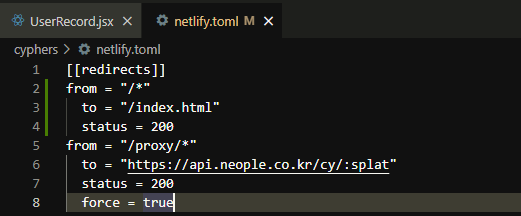 UserRecord.jsx netlify.toml M
cyphers > netlify.toml
1 [[redirects]]
2 from = "/*"
3 to = "/index.html"
4 status = 200
5 from = "/proxy/*"
6 to = "https://api.neople.co.kr/cy/:splat"
7 status = 200
8 force = true